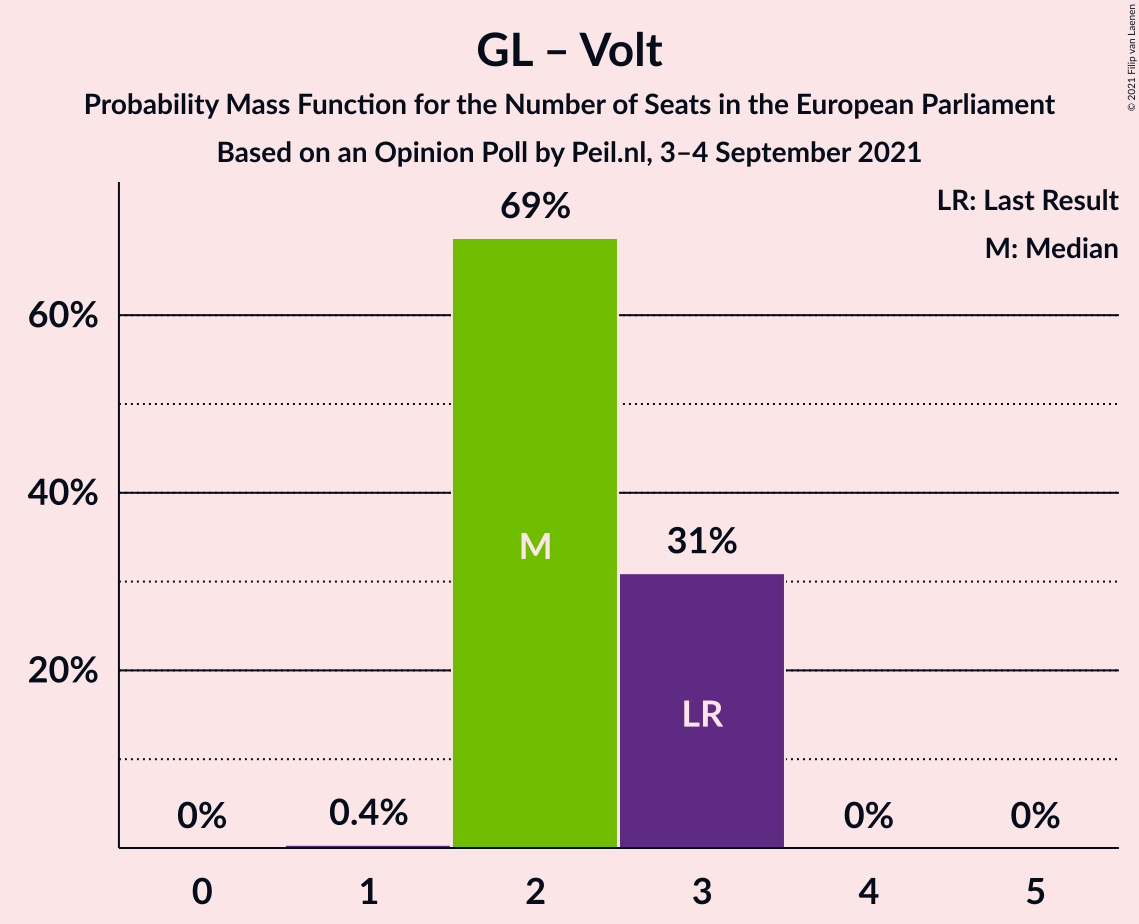 GL – Volt
Probability Mass Function for the Number of Seats in the European Parliament
Based on an Opinion Poll by Peil.nl, 3–4 September 2021
© 2021 Filip van Laenen
LR: Last Result
M: Median
69%
60%
40%
31%
M
20%
LR
0%
0.4%
0%
0%
0
1
2
3
4
5